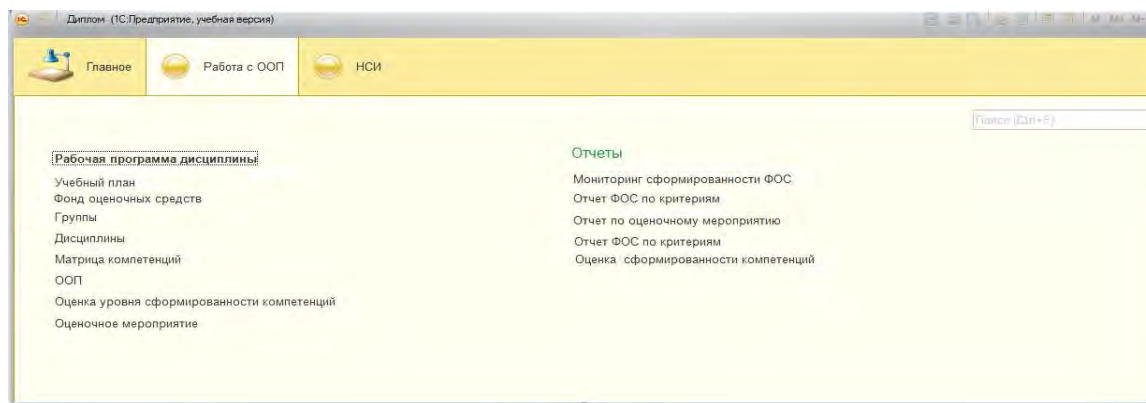 Диплом (1С:Предприятие, учебная версия)
M M+ M-
Главное
Работа с ООП
НСИ
Поиск (Ctrl+F)
Рабочая программа дисциплины
Учебный план
Фонд оценочных средств
Группы
Дисциплины
Матрица компетенций
ООП
Оценка уровня сформированности компетенций
Оценочное мероприятие
Отчеты
Мониторинг сформированности ФОС
Отчет ФОС по критериям
Отчет по оценочному мероприятию
Отчет ФОС по критериям
Оценка сформированности компетенций